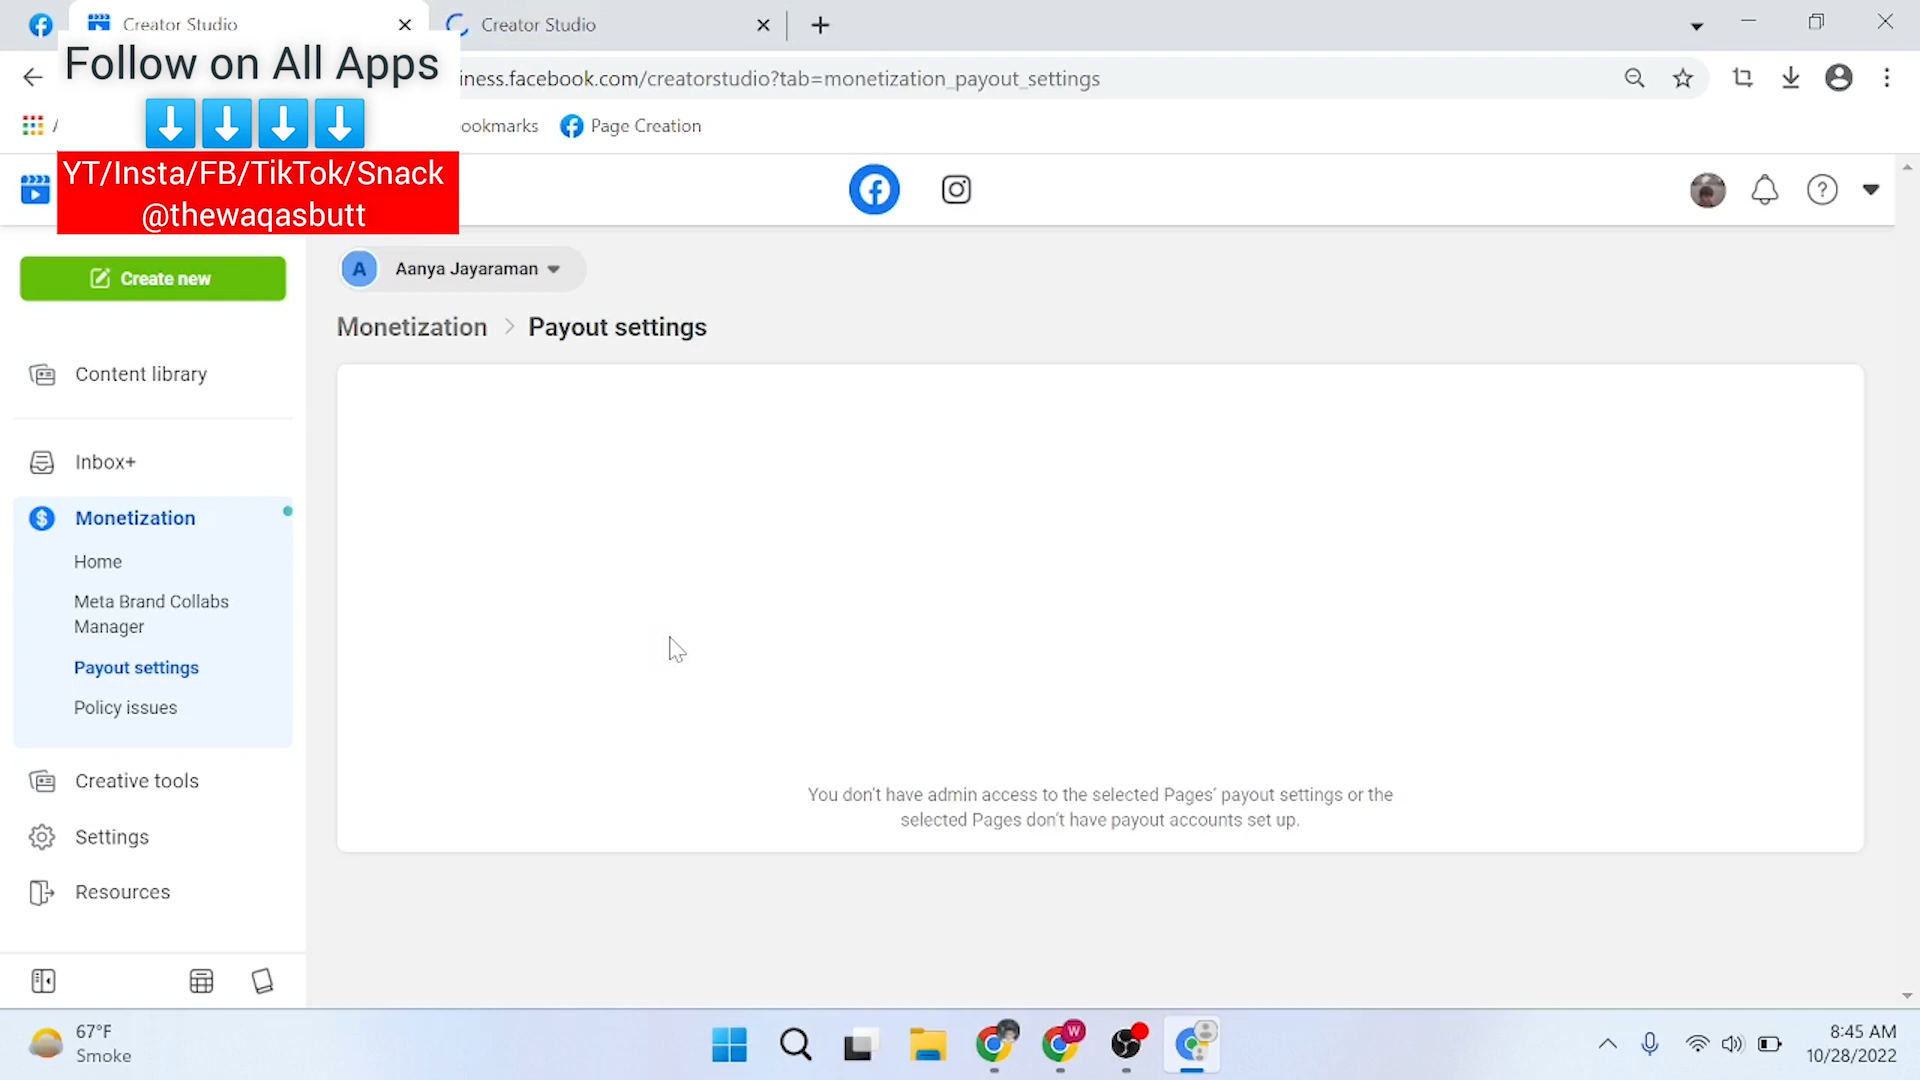 Creator Studio
Creator Studio
Follow on All Apps
iness.facebook.com/creatorstudio?tab=monetization_payout_settings
ookmarks
Page Creation
YT/Insta/FB/TikTok/Snack
@thewaqasbutt
Create new
A
Aanya Jayaraman
Monetization > Payout settings
Content library
Inbox+
Monetization
Home
Meta Brand Collabs
Manager
Payout settings
Policy issues
Creative tools
Settings
Resources
You don't have admin access to the selected Pages' payout settings or the
selected Pages don't have payout accounts set up.
67°F
Smoke
W
8:45 AM
10/28/2022